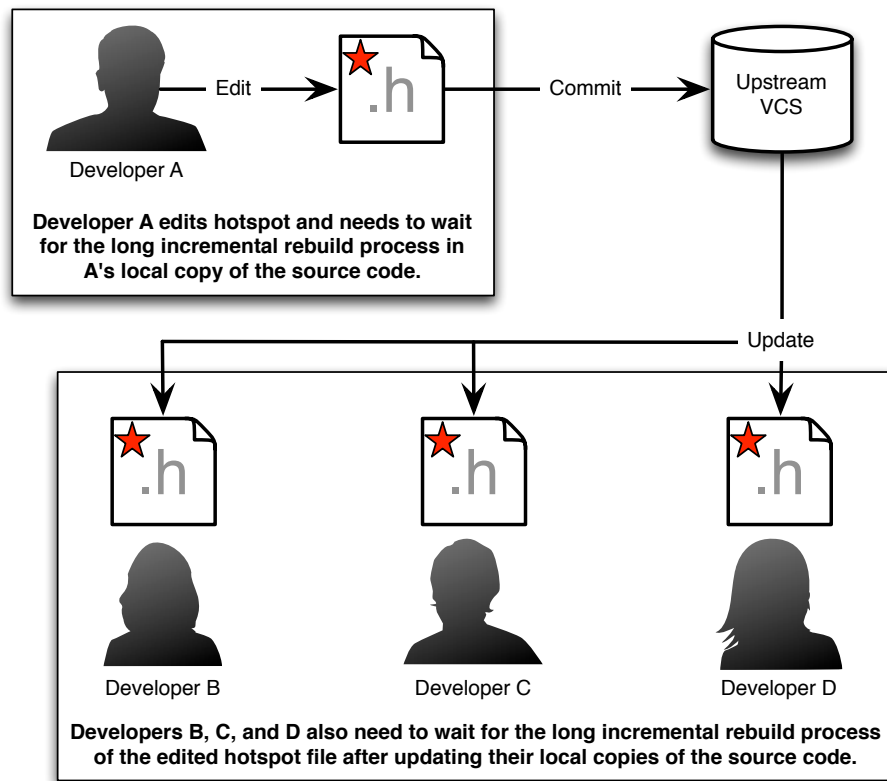 Edit
.h
Commit
Upstream
VCS
Developer A
Developer A edits hotspot and needs to wait
for the long incremental rebuild process in
A's local copy of the source code.
Update
.h
.h
.h
Developer B
Developer C
Developer D
Developers B, C, and D also need to wait for the long incremental rebuild process
of the edited hotspot file after updating their local copies of the source code.